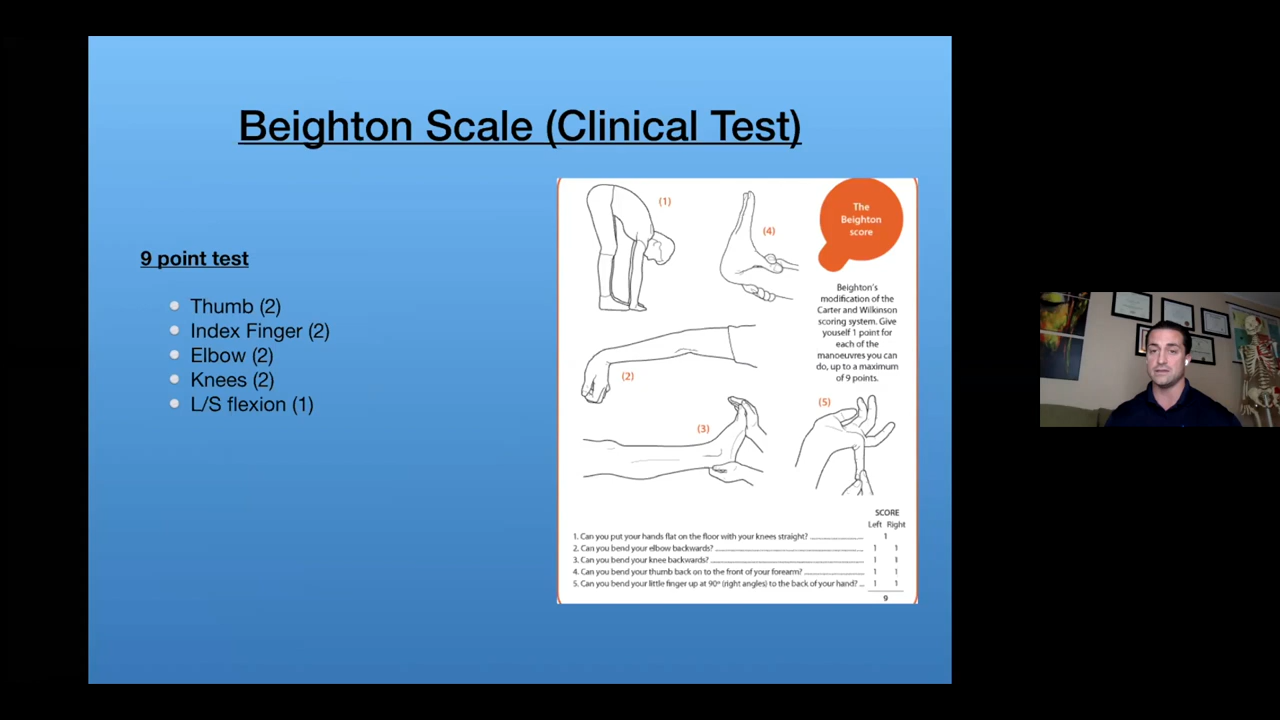 Beighton Scale (Clinical Test)
9 point test
Thumb (2)
Index Finger (2)
Elbow (2)
Knees (2)
L/S flexion (1)
(1)
(4)
The
Beighton
score
Beighton's
modification of the
Carter and Wilkinson
scoring system. Give
youself 1 point for
each of the
manoeuvres you can
do, up to a maximum
of 9 points.
(2)
(3)
(5)
SCORE
Left Right
1. Can you put your hands flat on the floor with your knees straight? 1
2. Can you bend your elbow backwards? 1 1
3. Can you bend your knee backwards? 1 1
4. Can you bend your thumb back on to the front of your forearm? 1 1
5. Can you bend your little finger up at 90º (right angles) to the back of your hand? 1 1
9